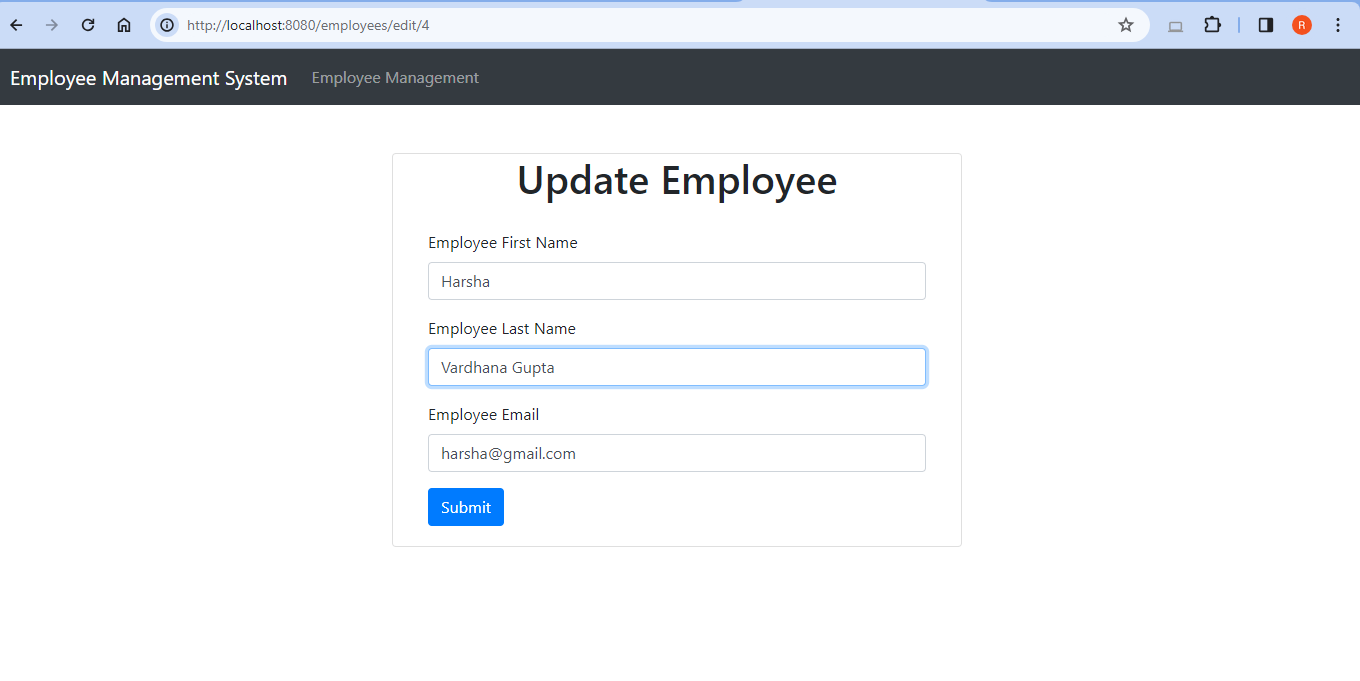 http://localhost:8080/employees/edit/4
R
Employee Management System Employee Management
Update Employee
Employee First Name
Harsha
Employee Last Name
Vardhana Gupta
Employee Email
harsha@gmail.com
Submit